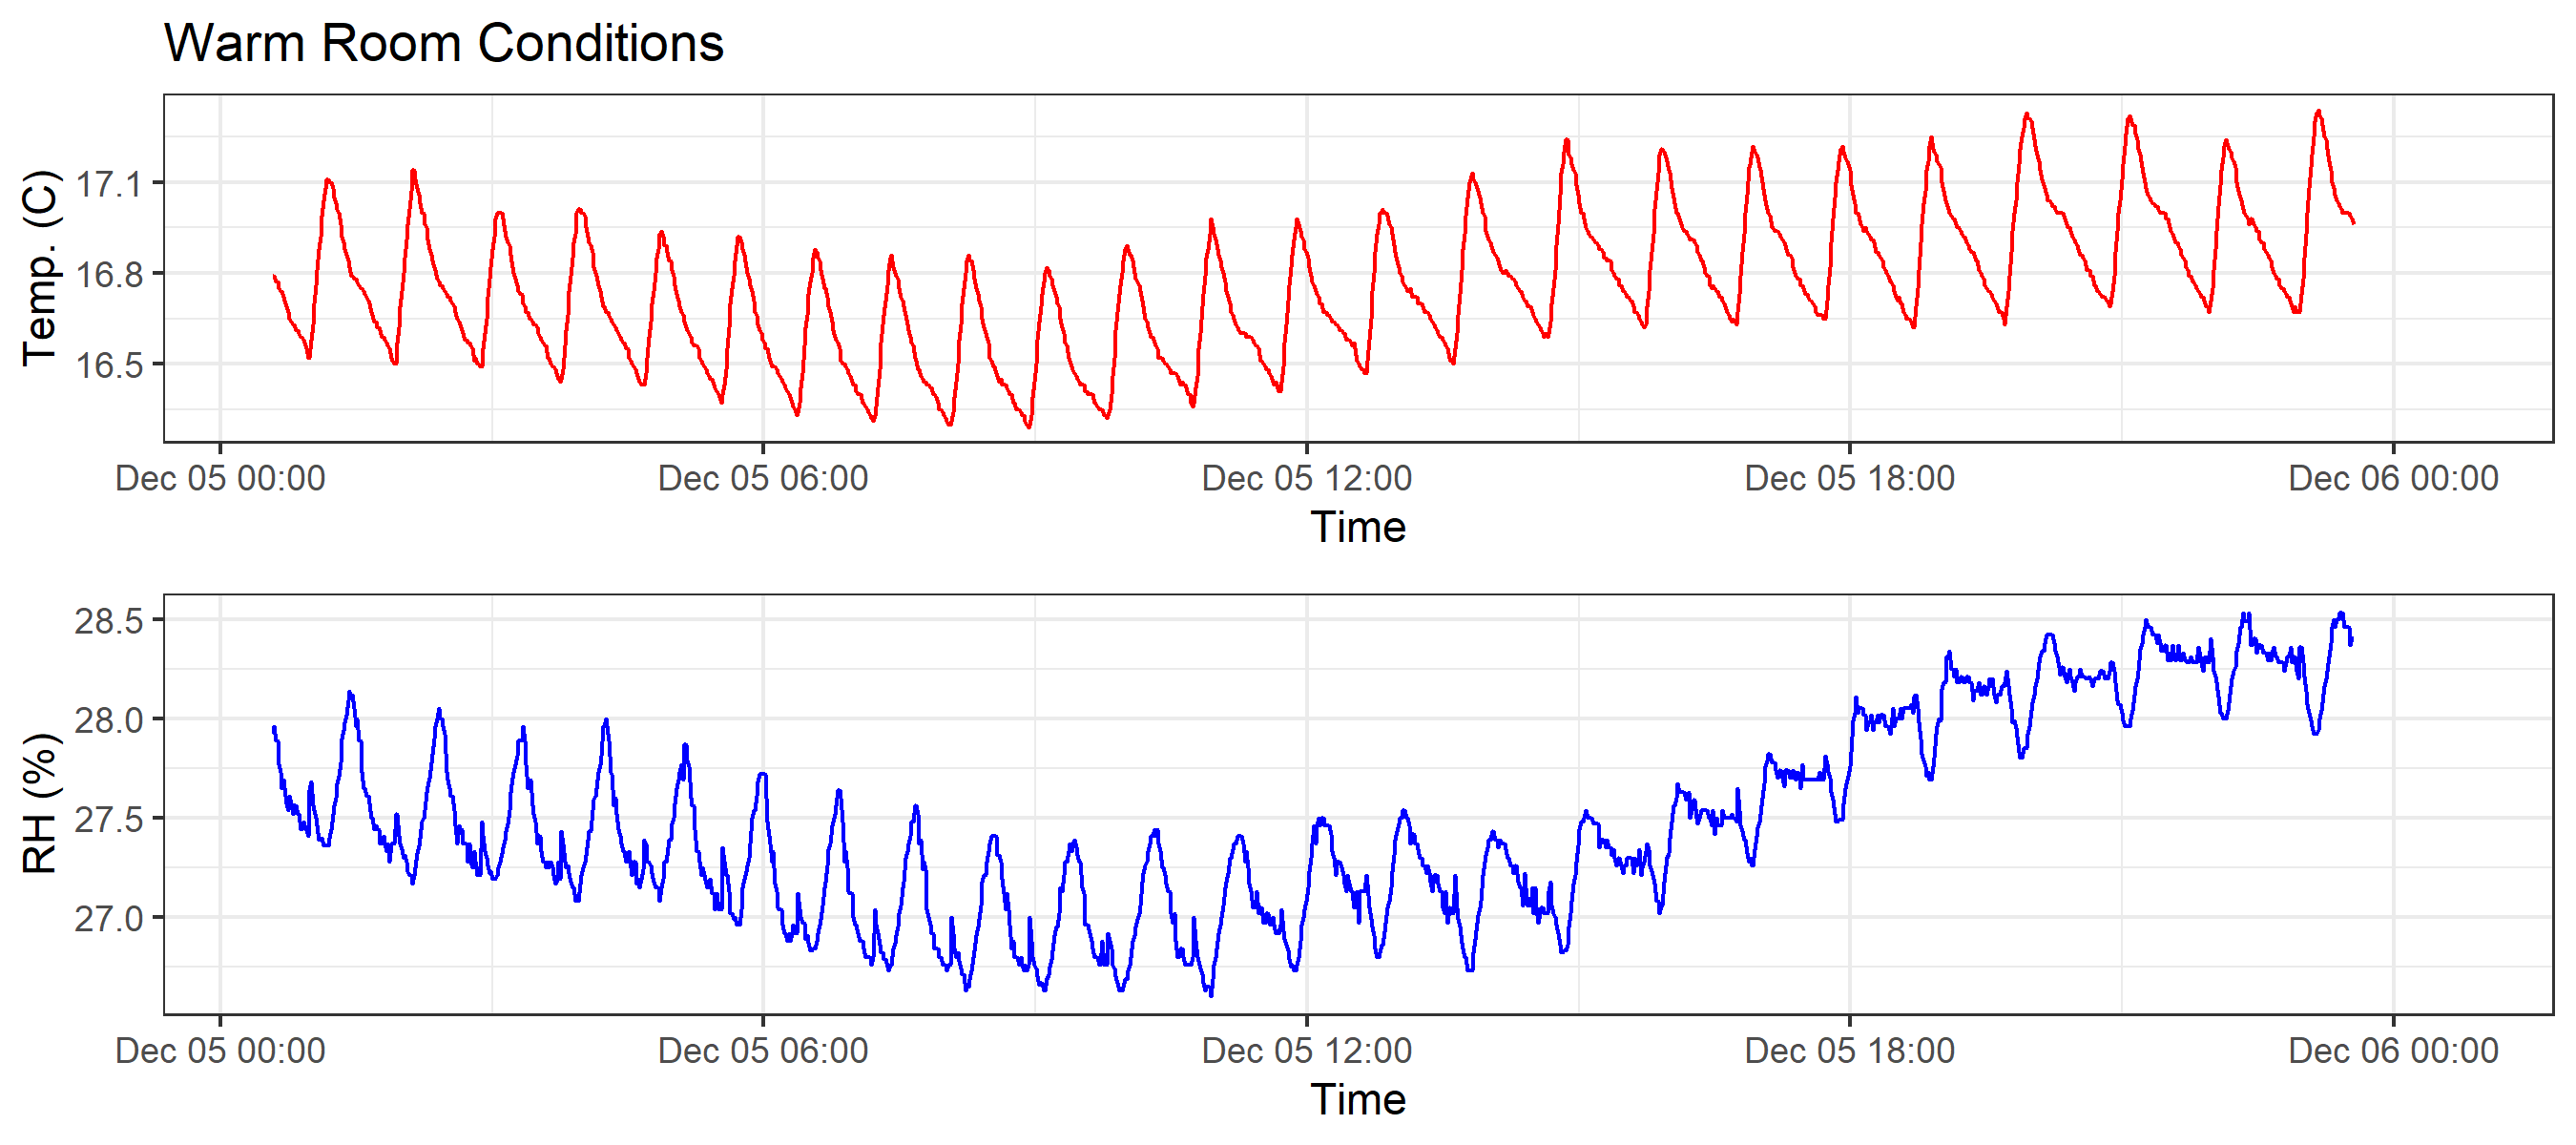 Warm Room Conditions
Temp. (C)
17.1
16.8
16.5
Dec 05 00:00 Dec 05 06:00 Dec 05 12:00 Dec 05 18:00 Dec 06 00:00
Time
RH (%)
28.5
28.0
27.5
27.0
Dec 05 00:00 Dec 05 06:00 Dec 05 12:00 Dec 05 18:00 Dec 06 00:00
Time